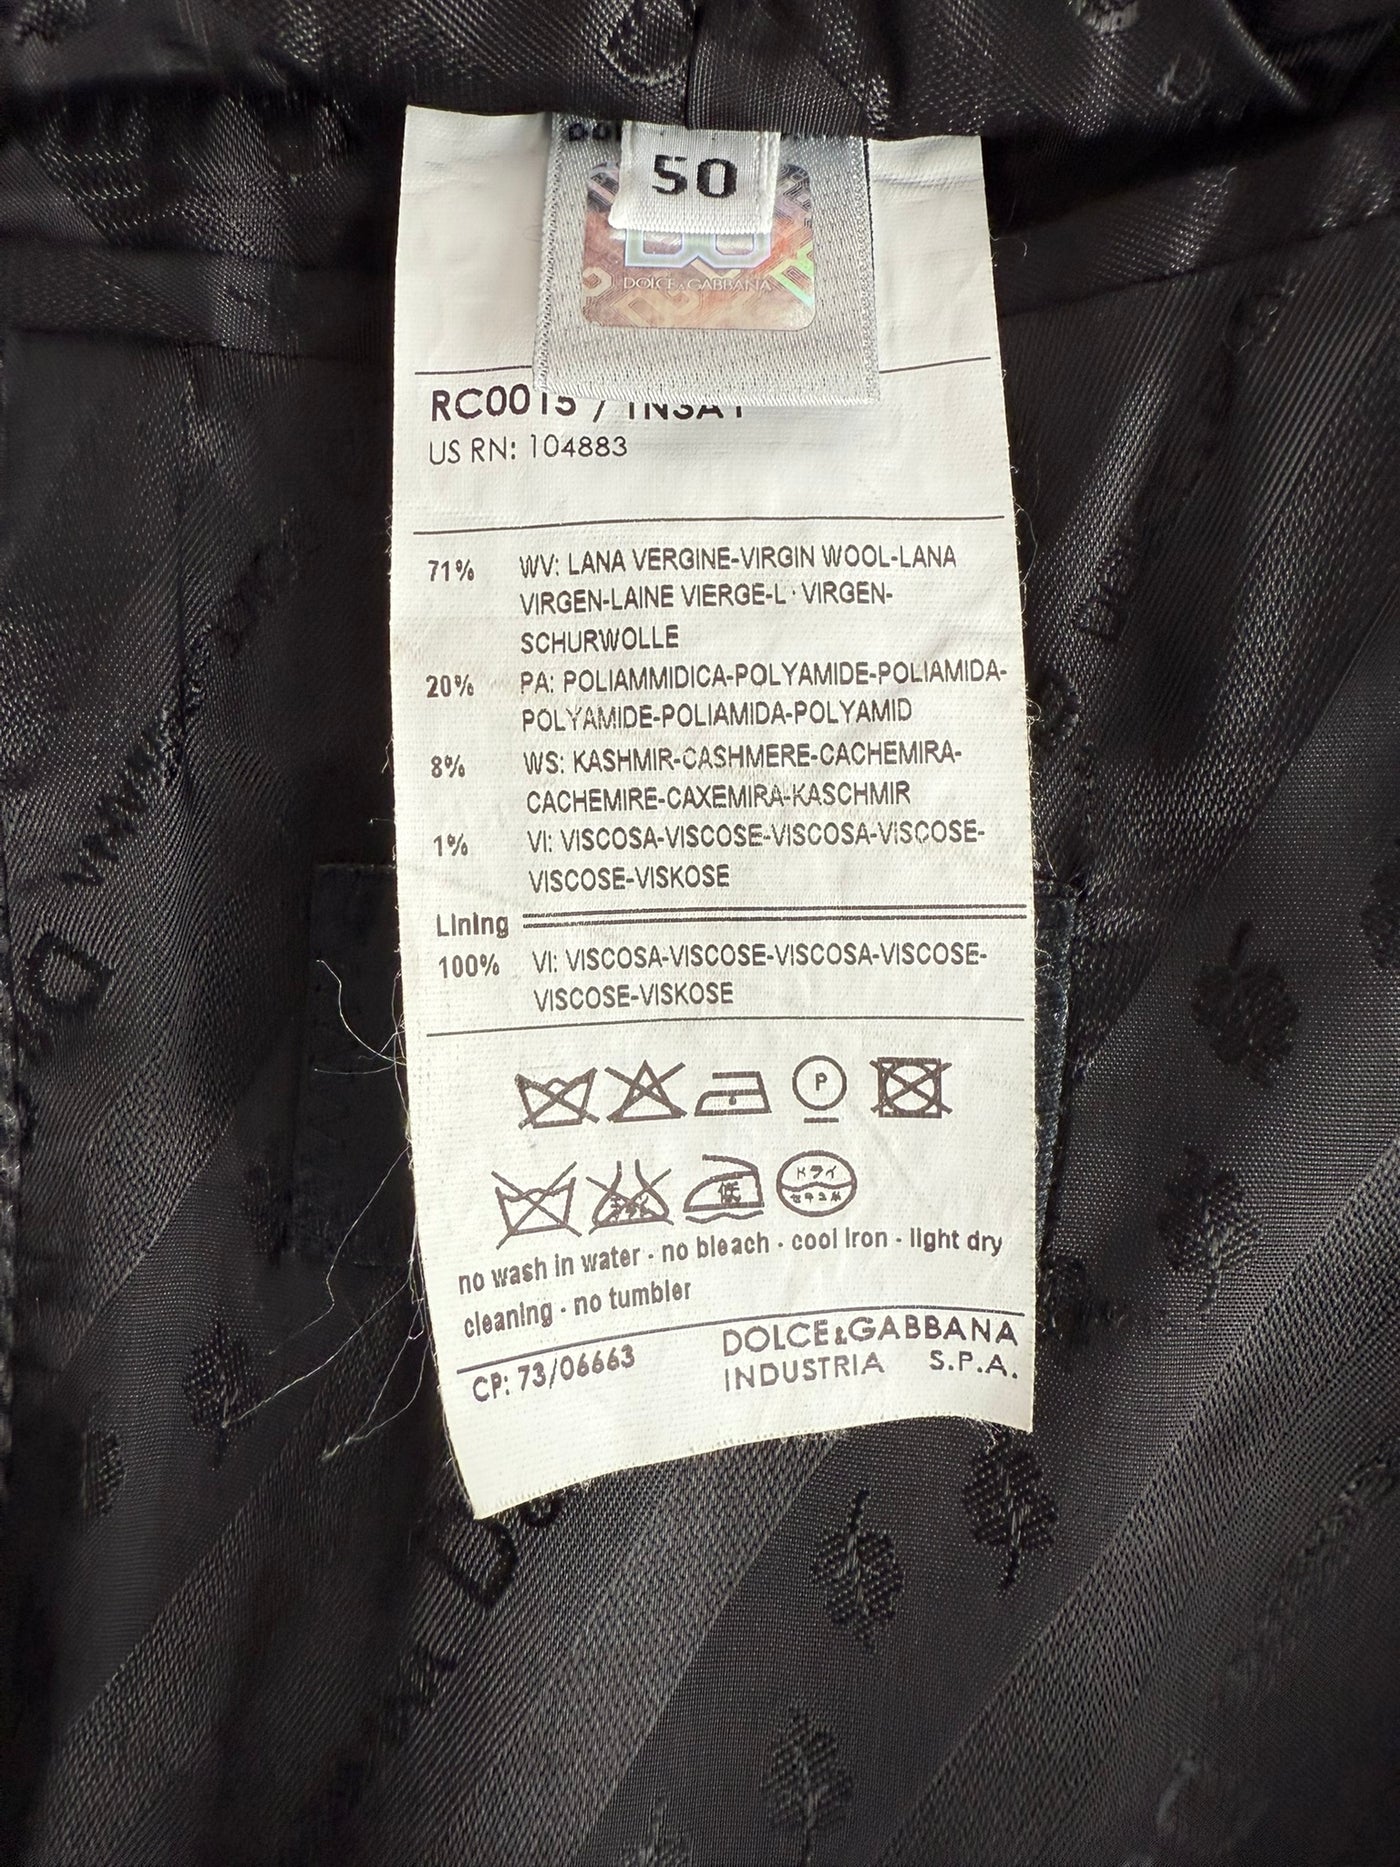 50
DOLCE&GABBANA
RC0015 /
US RN: 104883
71% WV: LANA VERGINE-VIRGIN WOOL-LANA
VIRGEN-LAINE VIERGE-L· VIRGEN-
SCHURWOLLE
20% PA: POLIAMMIDICA-POLYAMIDE-POLIAMIDA-
POLYAMIDE-POLIAMIDA-POLYAMID
8% WS: KASHMIR-CASHMERE-CACHEMIRA-
CACHEMIRE-CAXEMIRA-KASCHMIR
1% VI: VISCOSA-VISCOSE-VISCOSA-VISCOSE-
VISCOSE-VISKOSE
Lining
100% VI: VISCOSA-VISCOSE-VISCOSA-VISCOSE-
VISCOSE-VISKOSE
P
低
ドライ
no wash in water · no bleach · cool iron · light dry
cleaning · no tumbler
CP: 73/06663
DOLCE&GABBANA
INDUSTRIA S.P.A.